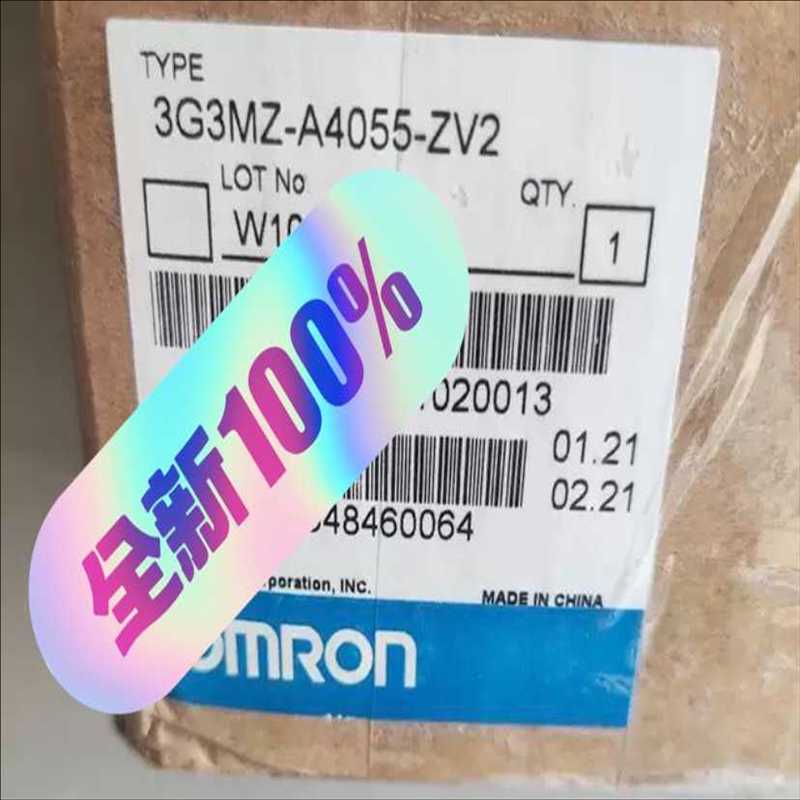 TYPE
3G3MZ-A4055-ZV2
LOT No
QTY.
W10
1
020013
01.21
48460064
02.21
全新100%
poration, INC.
MADE IN CHINA
OMRON